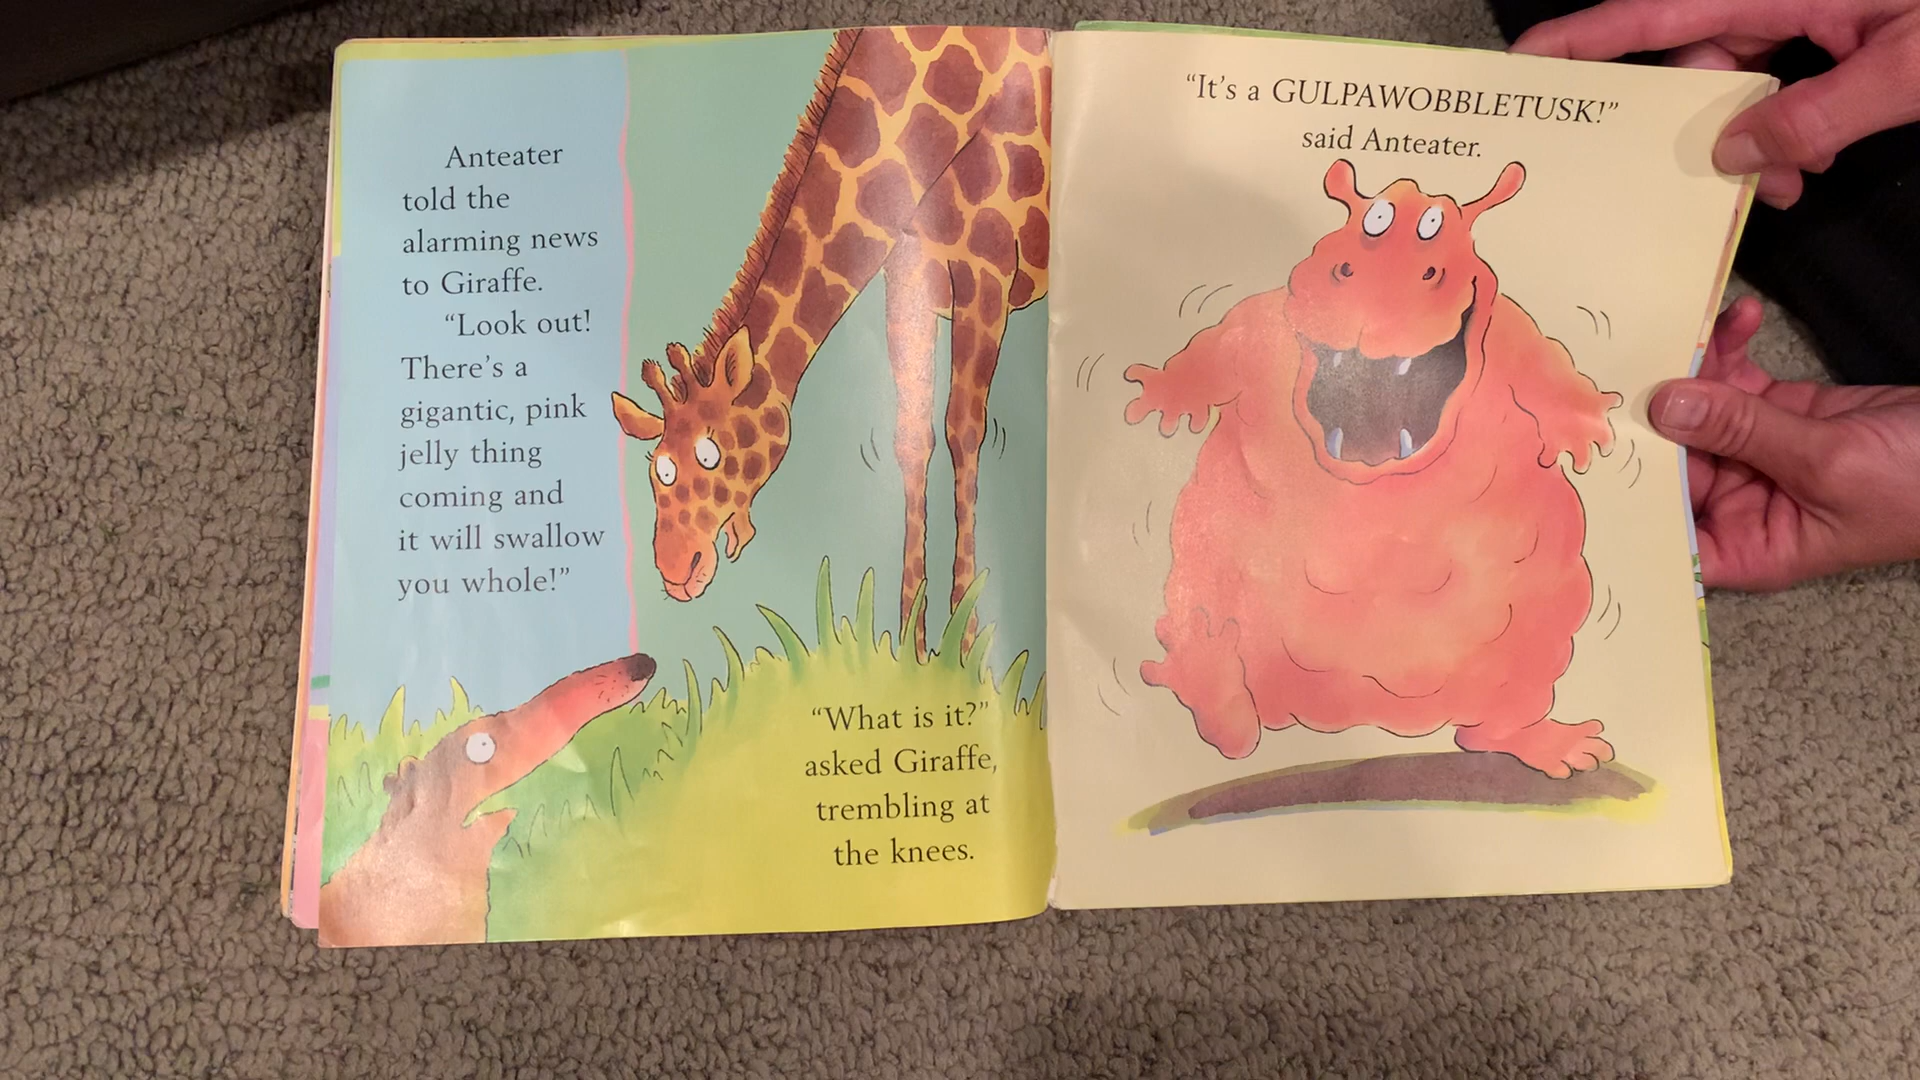 Anteater
told the
alarming news
to Giraffe.
“Look out!
There’s a
gigantic, pink
jelly thing
coming and
it will swallow
you whole!”
“What is it?”
asked Giraffe,
trembling at
the knees.
“It’s a GULPAWOBBLETUSK!”
said Anteater.